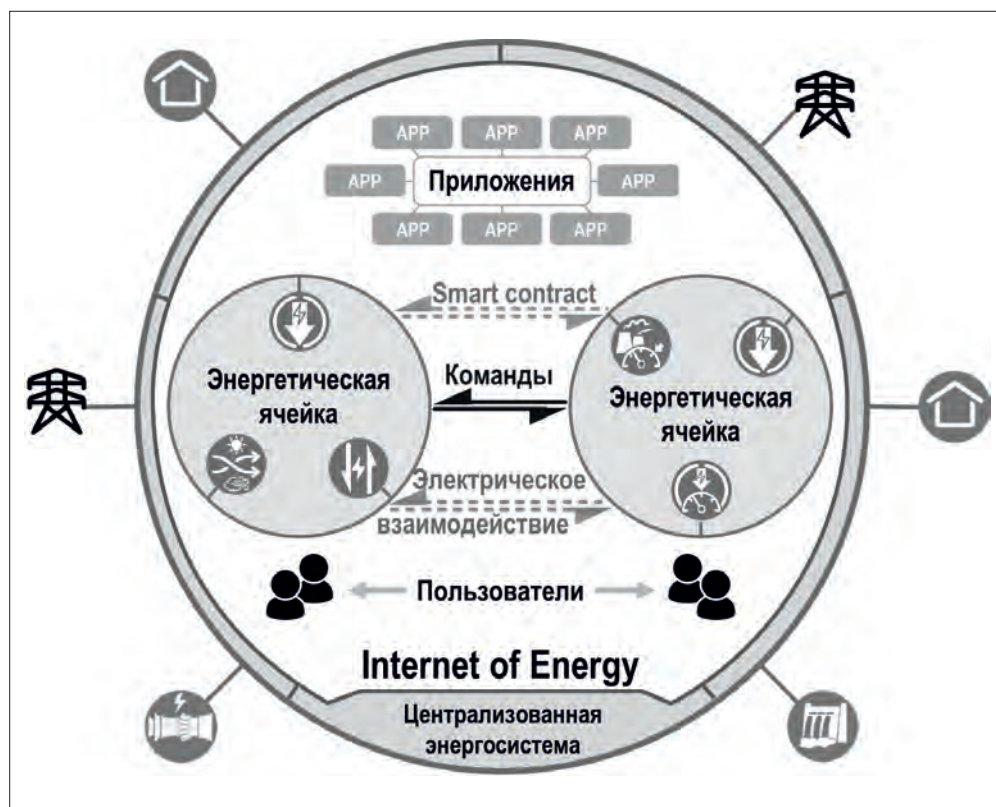 APP APP APP
APP Приложения APP
APP APP APP
Smart contract
Энергетическая
ячейка
Команды
Энергетическая
ячейка
Электрическое
взаимодействие
Пользователи
Internet of Energy
Централизованная
энергосистема